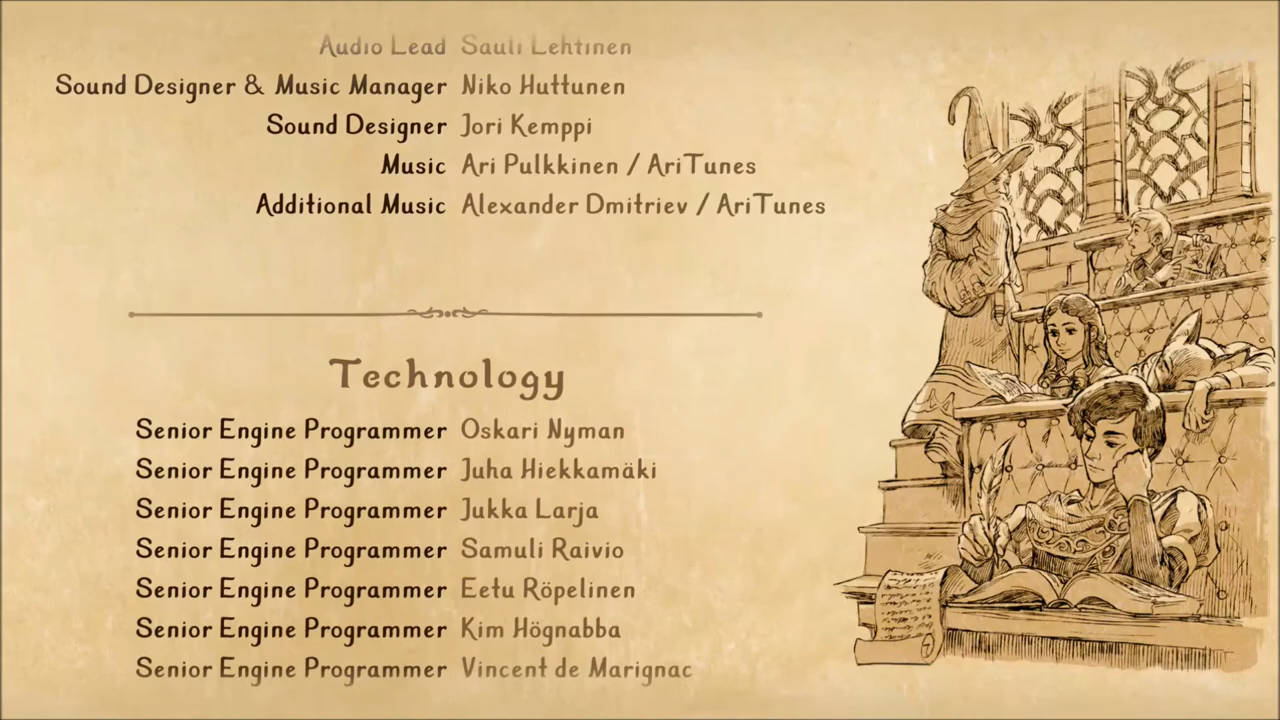 Audio Lead Sauli Lehtinen
Sound Designer & Music Manager Niko Huttunen
Sound Designer Jori Kemppi
Music Ari Pulkkinen / AriTunes
Additional Music Alexander Dmitriev / AriTunes
Technology
Senior Engine Programmer Oskari Nyman
Senior Engine Programmer Juha Hiekkamäki
Senior Engine Programmer Jukka Larja
Senior Engine Programmer Samuli Raivio
Senior Engine Programmer Eetu Röpelinen
Senior Engine Programmer Kim Högnabba
Senior Engine Programmer Vincent de Marignac